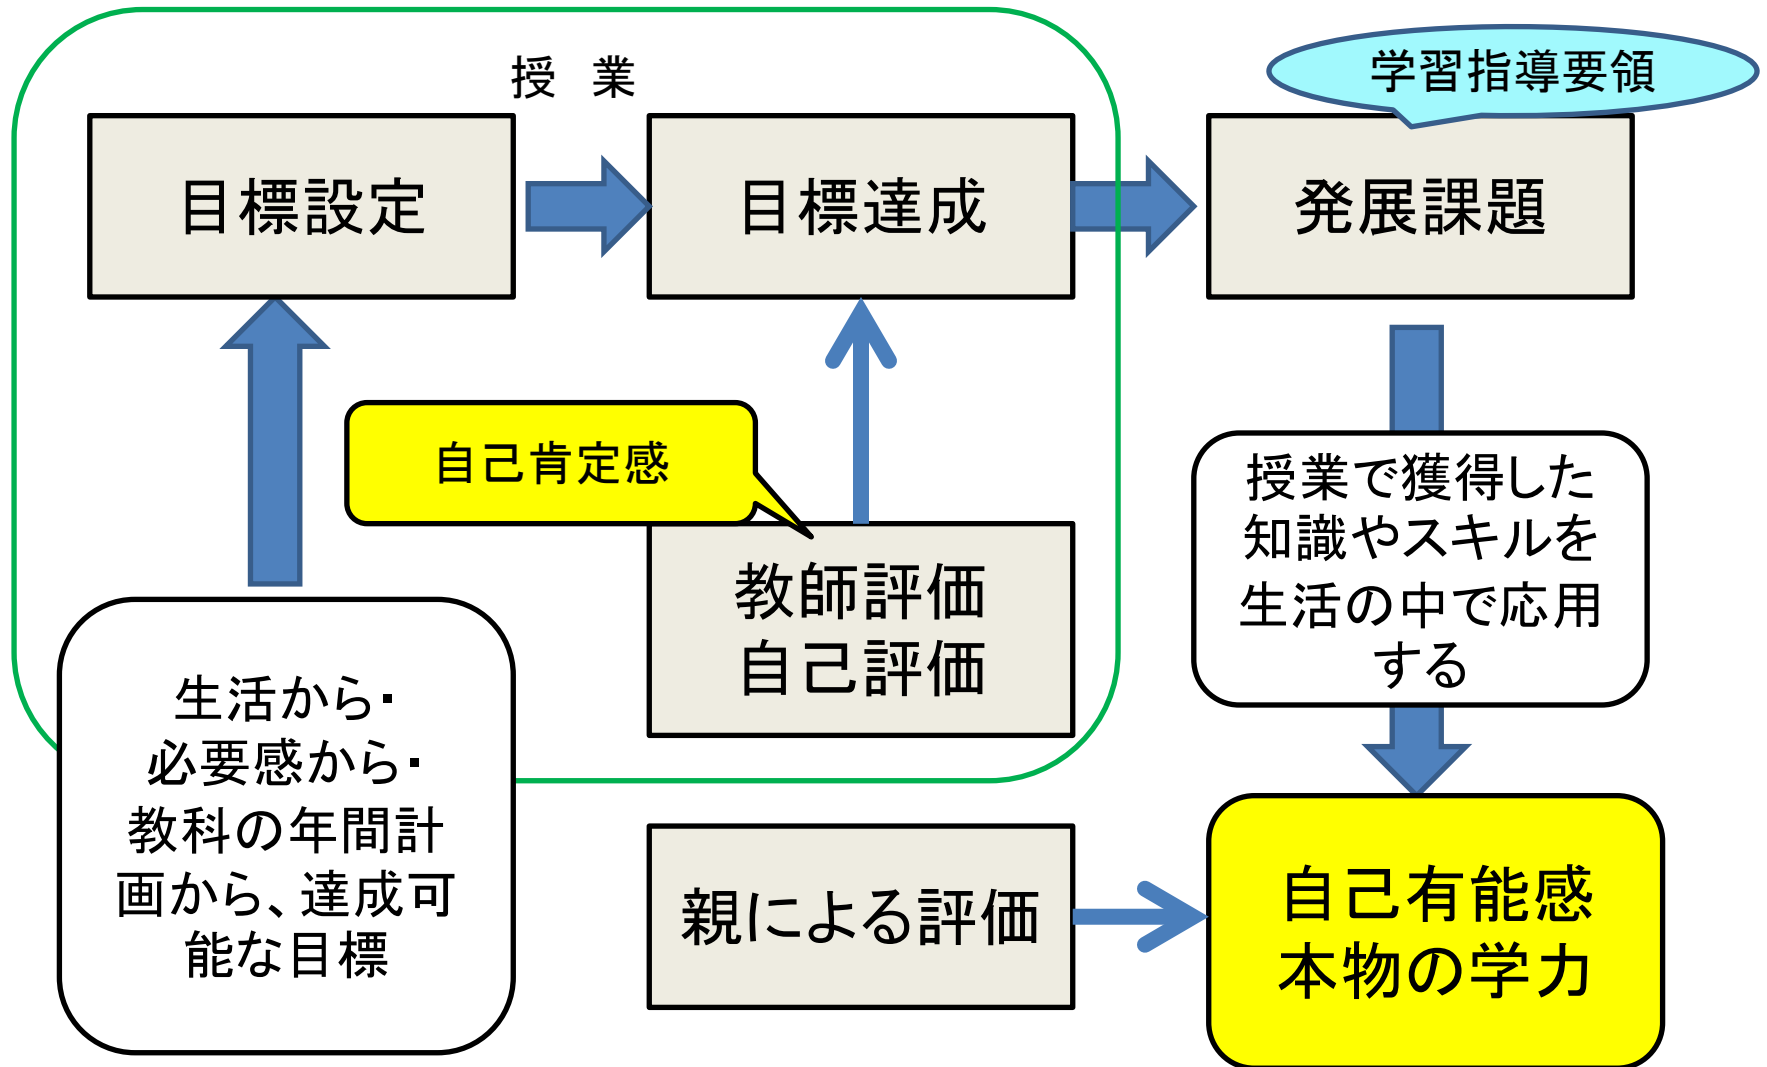 授　業
学習指導要領
目標設定
目標達成
発展課題
自己肯定感
教師評価
自己評価
授業で獲得した
知識やスキルを
生活の中で応用
する
生活から・
必要感から・
教科の年間計
画から、達成可
能な目標
親による評価
自己有能感
本物の学力